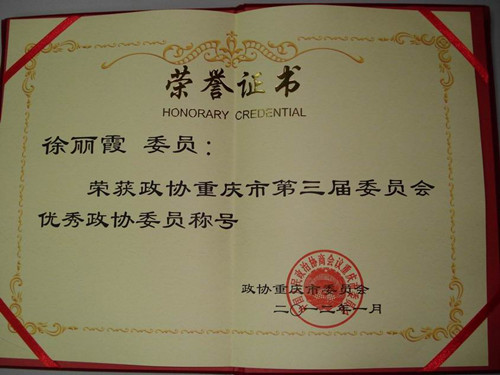 荣誉证书
HONORARY CREDENTIAL
徐丽霞 委员：
荣获政协重庆市第三届委员会
优秀政协委员称号
政协重庆市委员会
二〇一三年一月